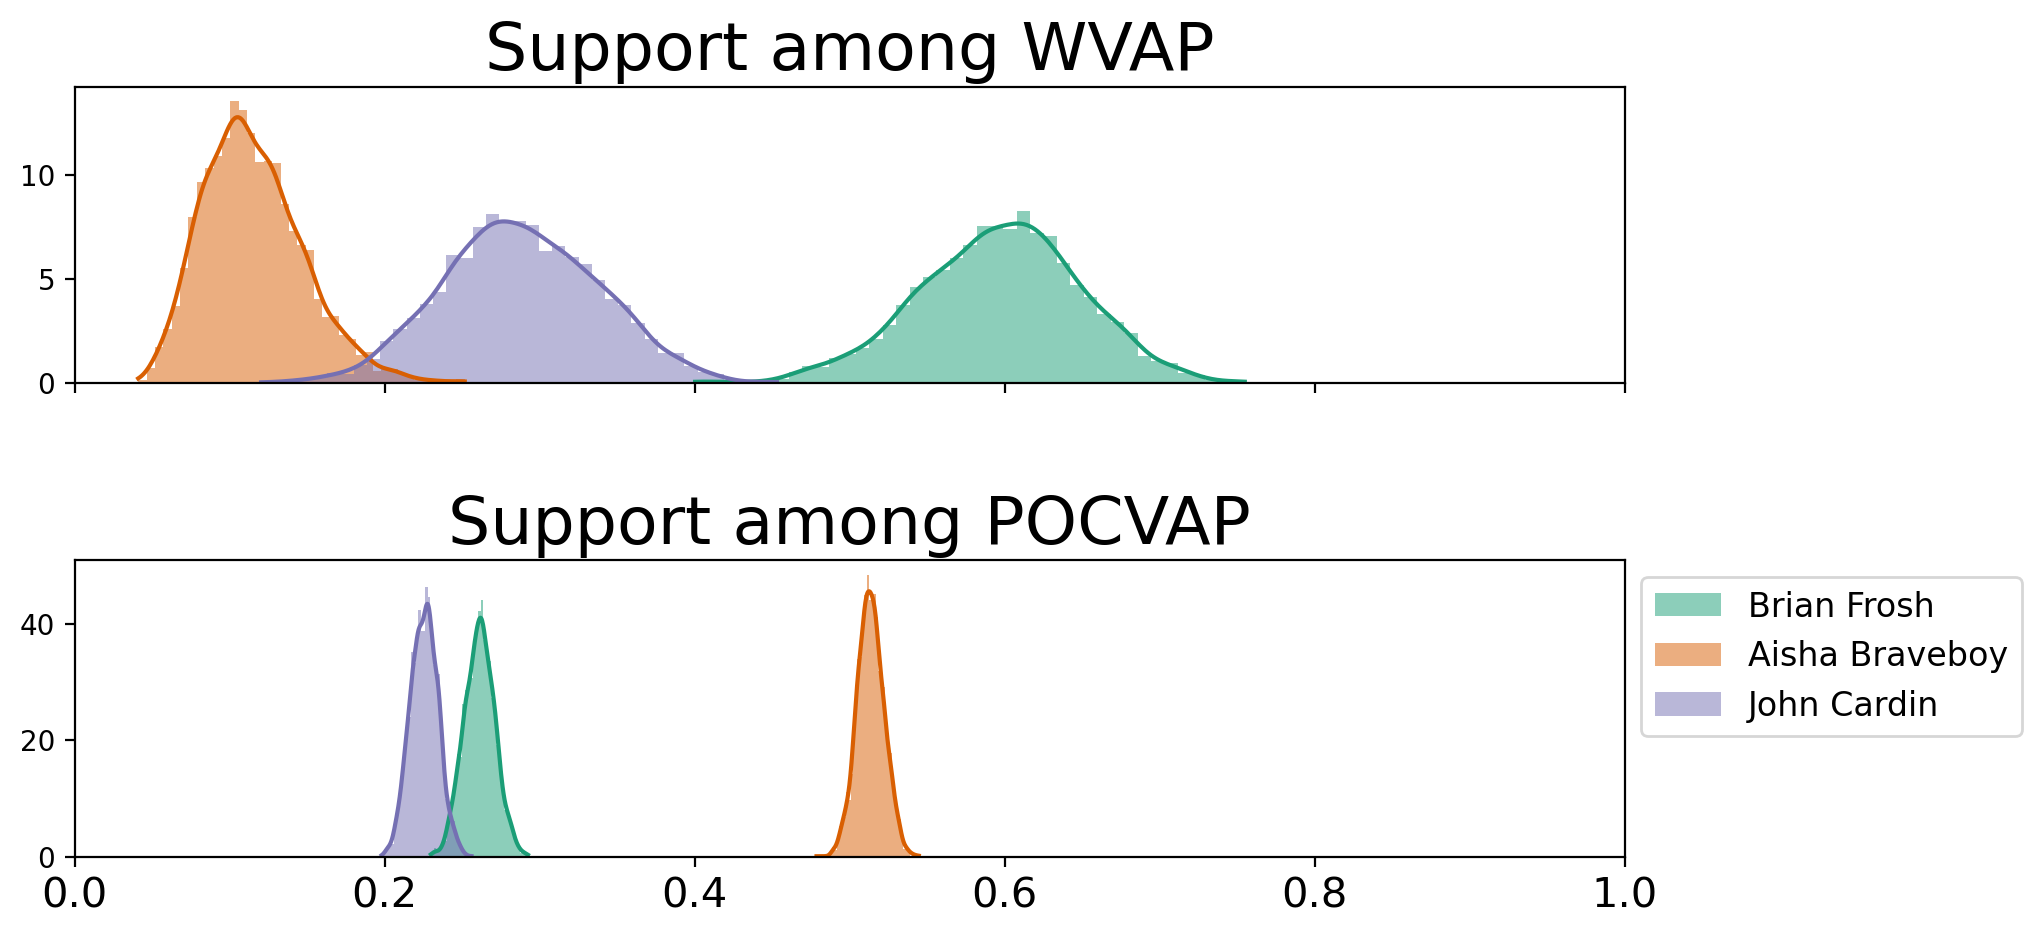 Support among WVAP
10
5
0
Support among POCVAP
40
20
0
0.0 0.2 0.4 0.6 0.8 1.0
Brian Frosh
Aisha Braveboy
John Cardin